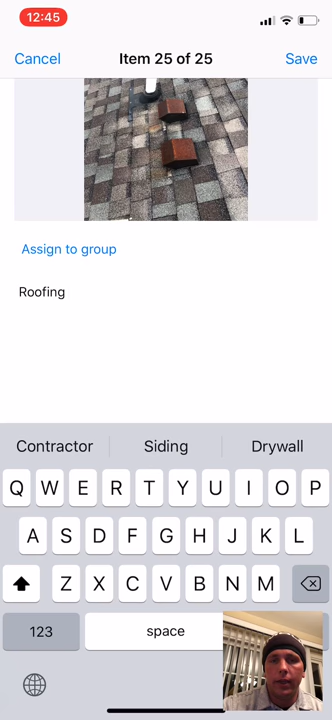 12:45
Cancel Item 25 of 25 Save
Assign to group
Roofing
Contractor Siding Drywall
Q W E R T Y U I O P
A S D F G H J K L
Z X C V B N M
123 space